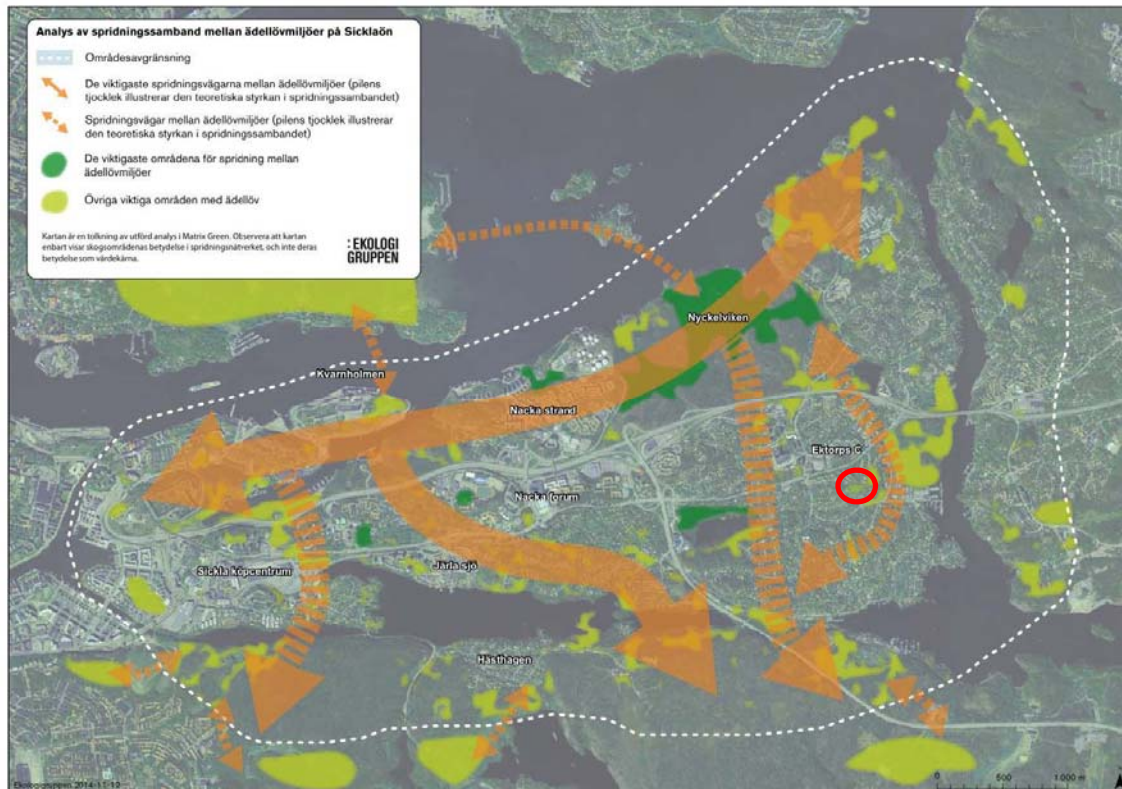 Analys av spridningssamband mellan ädellövmiljöer på Sicklaön
Områdesavgränsning
De viktigaste spridningsvägarna mellan ädellövmiljöer (pilens
tjocklek illustrerar den teoretiska styrkan i spridningssambandet)
Spridningsvägar mellan ädellövmiljöer (pilens tjocklek illustrerar
den teoretiska styrkan i spridningssambandet)
De viktigaste områdena för spridning mellan
ädellövmiljöer
Övriga viktiga områden med ädellöv
Kartan är en tolkning av utförd analys i Matrix Green. Observera att kartan
enbart visar skogsområdenas betydelse i spridningsnätverket, och inte deras
betydelse som värdekärna.
:EKOLOGI
GRUPPEN
Nyckelviken
Kvarnholmen
Nacka strand
Ektorps C
Nacka forum
Sickla köpcentrum
Järla sjö
Hästhagen
Ekologigruppen 2014-11-12
0 500 1 000 m